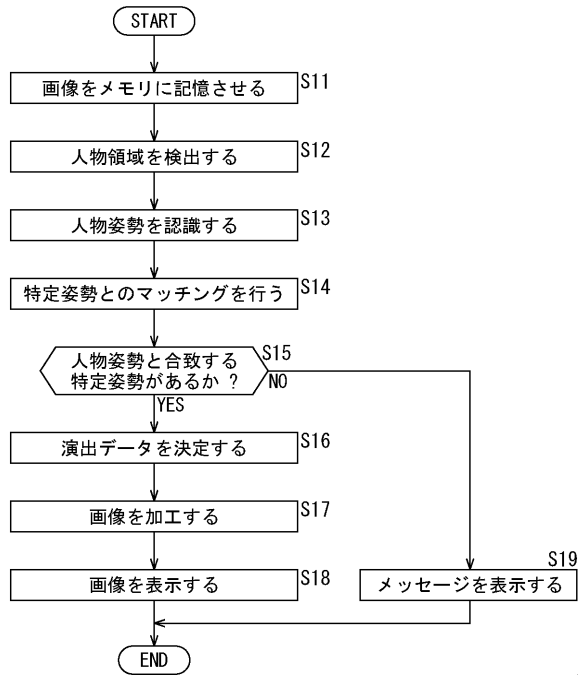 START
画像をメモリに記憶させる
S11
人物領域を検出する
S12
人物姿勢を認識する
S13
特定姿勢とのマッチングを行う
S14
人物姿勢と合致する
特定姿勢があるか ?
S15
NO
YES
演出データを決定する
S16
画像を加工する
S17
画像を表示する
S18
メッセージを表示する
S19
END